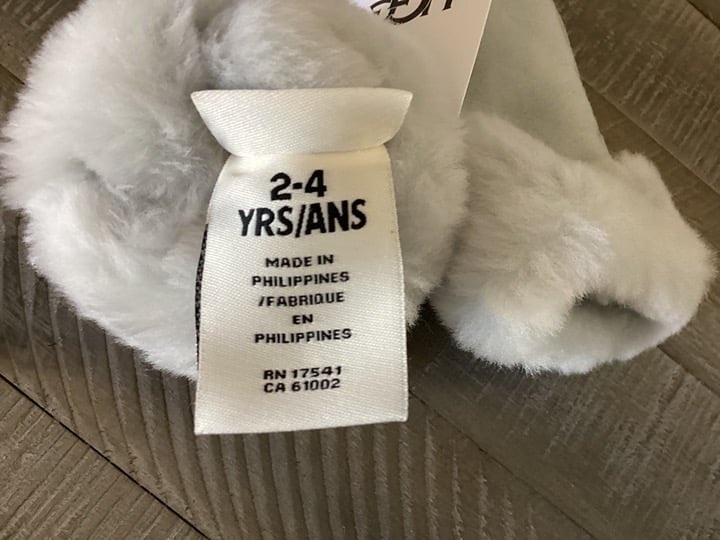 2-4
YRS/ANS
MADE IN
PHILIPPINES
/FABRIQUE
EN
PHILIPPINES
RN 17541
CA 61002